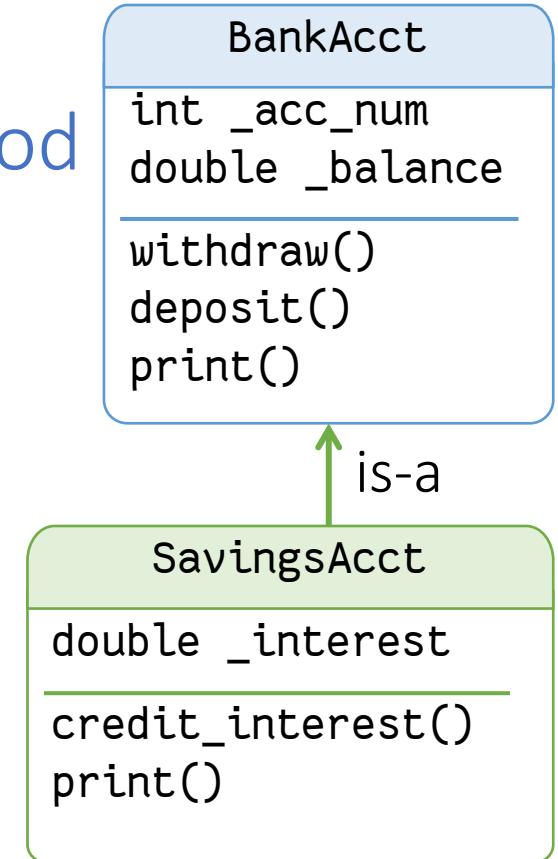 BankAcct
int _acc_num
od
double _balance
withdraw()
deposit()
print()
is-a
SavingsAcct
double _interest
credit_interest()
print()